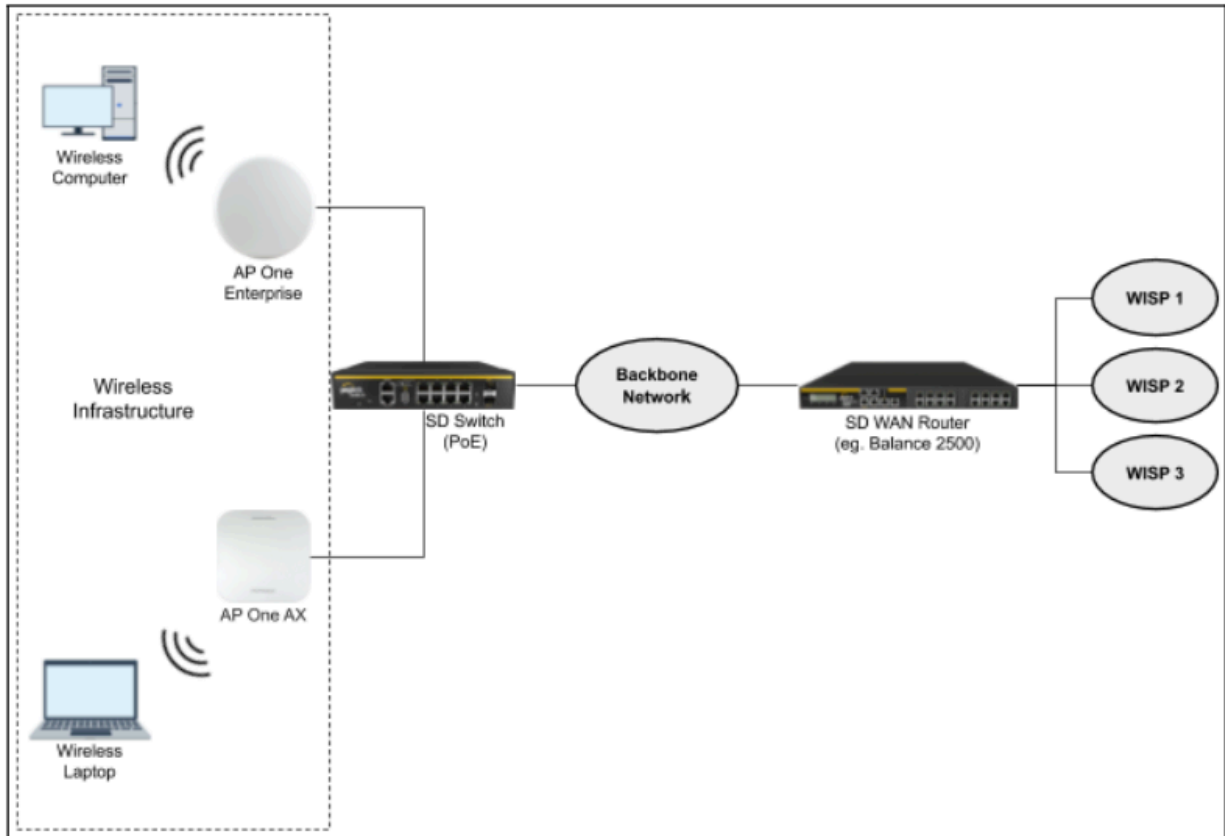 Wireless
Computer
AP One
Enterprise
Wireless
Infrastructure
SD Switch
(PoE)
Backbone
Network
SD WAN Router
(eg. Balance 2500)
WISP 1
WISP 2
WISP 3
AP One AX
Wireless
Laptop